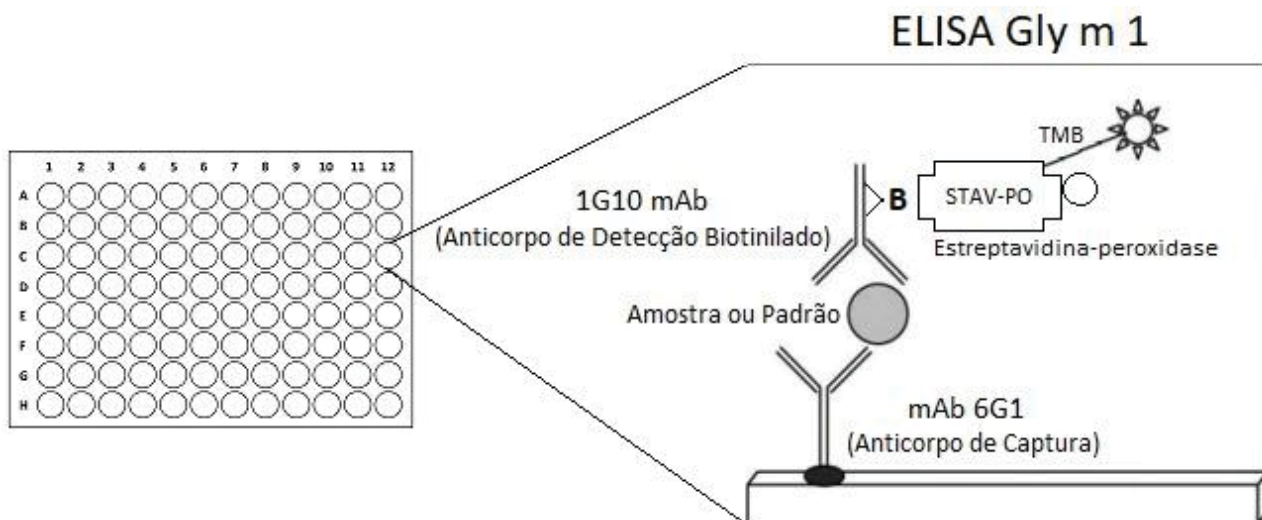 ELISA Gly m 1
1 2 3 4 5 6 7 8 9 10 11 12
A
B
C
D
E
F
G
H
TMB
1G10 mAb
(Anticorpo de Detecção Biotinilado)
B
STAV-PO
Estreptavidina-peroxidase
Amostra ou Padrão
mAb 6G1
(Anticorpo de Captura)